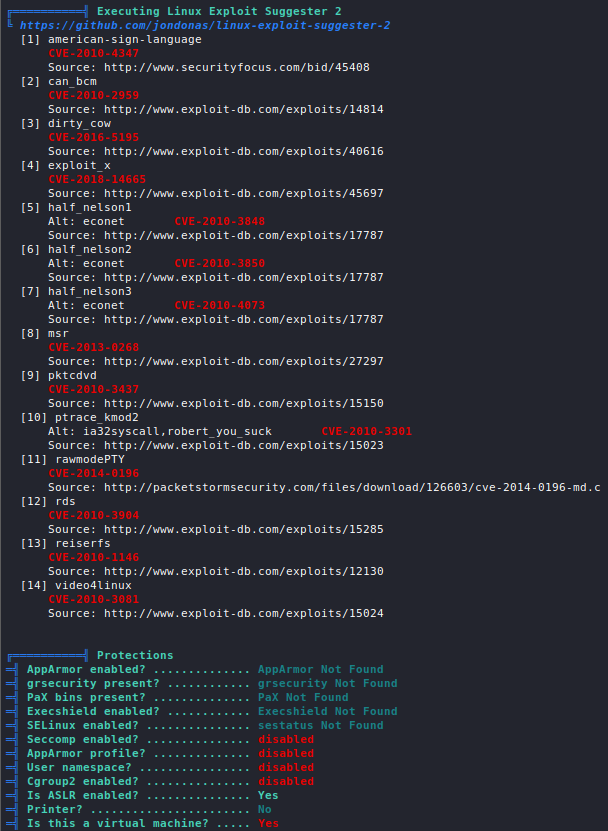 ╔══════════╣ Executing Linux Exploit Suggester 2
╚ https://github.com/jondonas/linux-exploit-suggester-2
[1] american-sign-language
CVE-2010-4347
Source: http://www.securityfocus.com/bid/45408
[2] can_bcm
CVE-2010-2959
Source: http://www.exploit-db.com/exploits/14814
[3] dirty_cow
CVE-2016-5195
Source: http://www.exploit-db.com/exploits/40616
[4] exploit_x
CVE-2018-14665
Source: http://www.exploit-db.com/exploits/45697
[5] half_nelson1
Alt: econet CVE-2010-3848
Source: http://www.exploit-db.com/exploits/17787
[6] half_nelson2
Alt: econet CVE-2010-3850
Source: http://www.exploit-db.com/exploits/17787
[7] half_nelson3
Alt: econet CVE-2010-4073
Source: http://www.exploit-db.com/exploits/17787
[8] msr
CVE-2013-0268
Source: http://www.exploit-db.com/exploits/27297
[9] pktcdvd
CVE-2010-3437
Source: http://www.exploit-db.com/exploits/15150
[10] ptrace_kmod2
Alt: ia32syscall,robert_you_suck CVE-2010-3301
Source: http://www.exploit-db.com/exploits/15023
[11] rawmodePTY
CVE-2014-0196
Source: http://packetstormsecurity.com/files/download/126603/cve-2014-0196-md.c
[12] rds
CVE-2010-3904
Source: http://www.exploit-db.com/exploits/15285
[13] reiserfs
CVE-2010-1146
Source: http://www.exploit-db.com/exploits/12130
[14] video4linux
CVE-2010-3081
Source: http://www.exploit-db.com/exploits/15024
╔══════════╣ Protections
═╣ AppArmor enabled? .............. AppArmor Not Found
═╣ grsecurity present? ............ grsecurity Not Found
═╣ PaX bins present? .............. PaX Not Found
═╣ Execshield enabled? ............ Execshield Not Found
═╣ SELinux enabled? ............... sestatus Not Found
═╣ Seccomp enabled? ............... disabled
═╣ AppArmor profile? .............. disabled
═╣ User namespace? ................ disabled
═╣ Cgroup2 enabled? ............... disabled
═╣ Is ASLR enabled? ............... Yes
═╣ Printer? ....................... No
═╣ Is this a virtual machine? ..... Yes